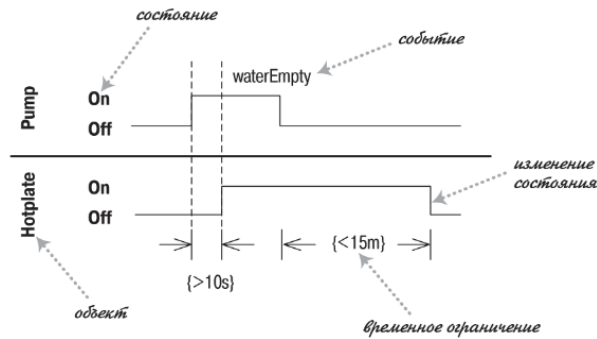 состояние
событие
waterEmpty
Pump
On
Off
изменение
состояния
Hotplate
On
Off
{<15m}
{>10s}
объект
временное ограничение